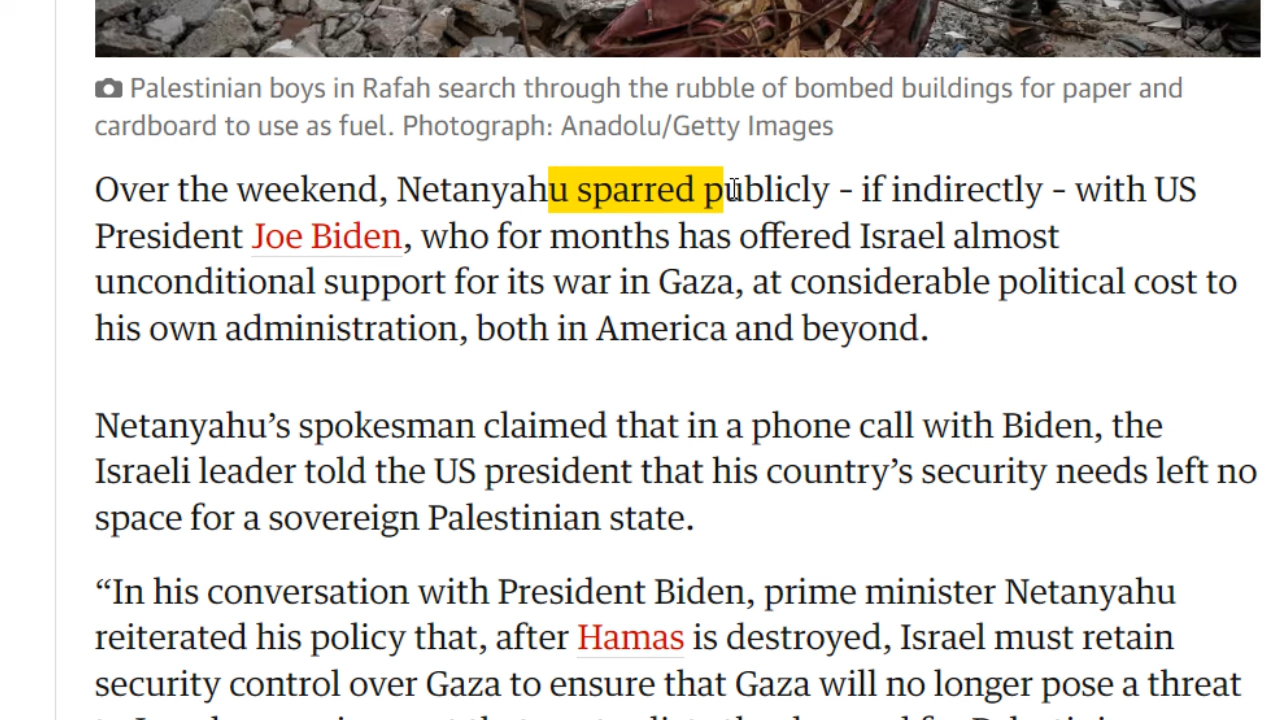 Palestinian boys in Rafah search through the rubble of bombed buildings for paper and
cardboard to use as fuel. Photograph: Anadolu/Getty Images
Over the weekend, Netanyahu sparred publicly – if indirectly – with US
President Joe Biden, who for months has offered Israel almost
unconditional support for its war in Gaza, at considerable political cost to
his own administration, both in America and beyond.
Netanyahu’s spokesman claimed that in a phone call with Biden, the
Israeli leader told the US president that his country’s security needs left no
space for a sovereign Palestinian state.
“In his conversation with President Biden, prime minister Netanyahu
reiterated his policy that, after Hamas is destroyed, Israel must retain
security control over Gaza to ensure that Gaza will no longer pose a threat